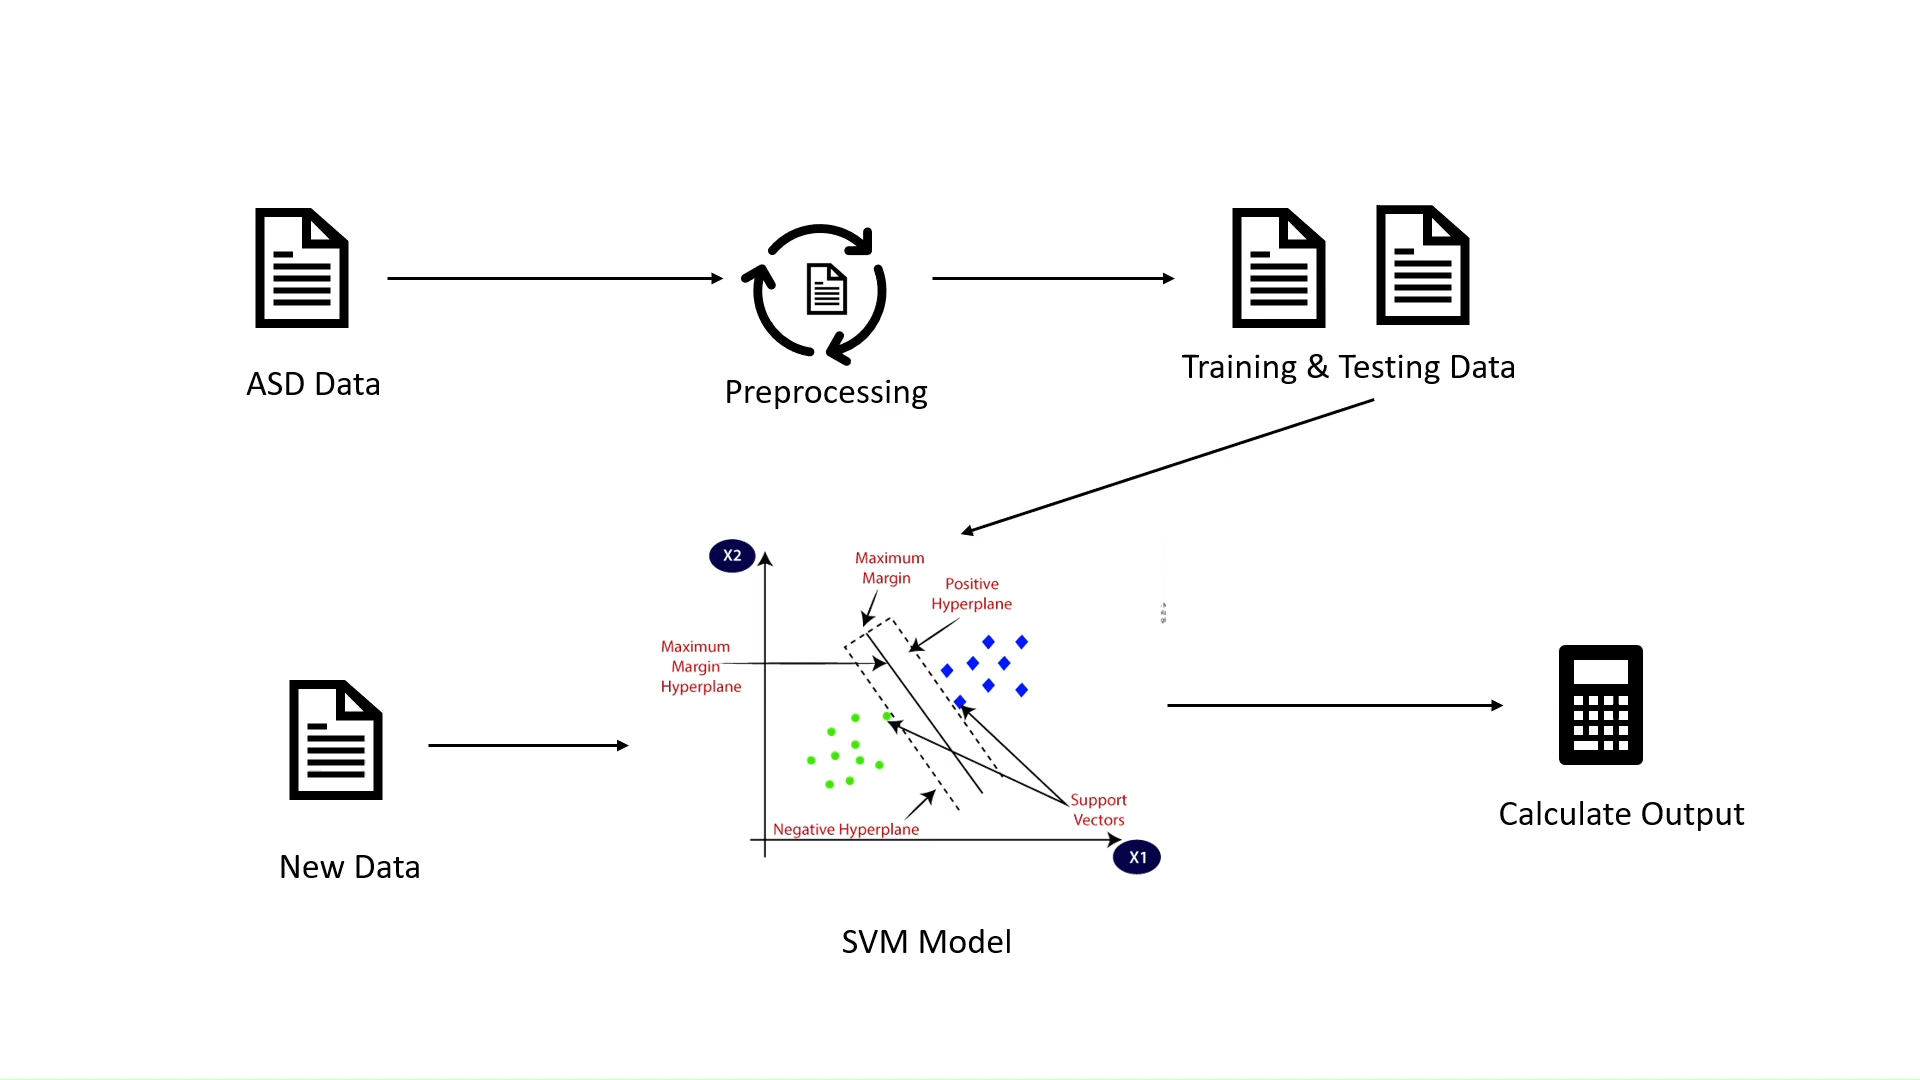 ASD Data
Preprocessing
Training & Testing Data
X2
Maximum
Margin
Positive
Hyperplane
Maximum
Margin
Hyperplane
Support
Vectors
Negative Hyperplane
X1
New Data
SVM Model
Calculate Output